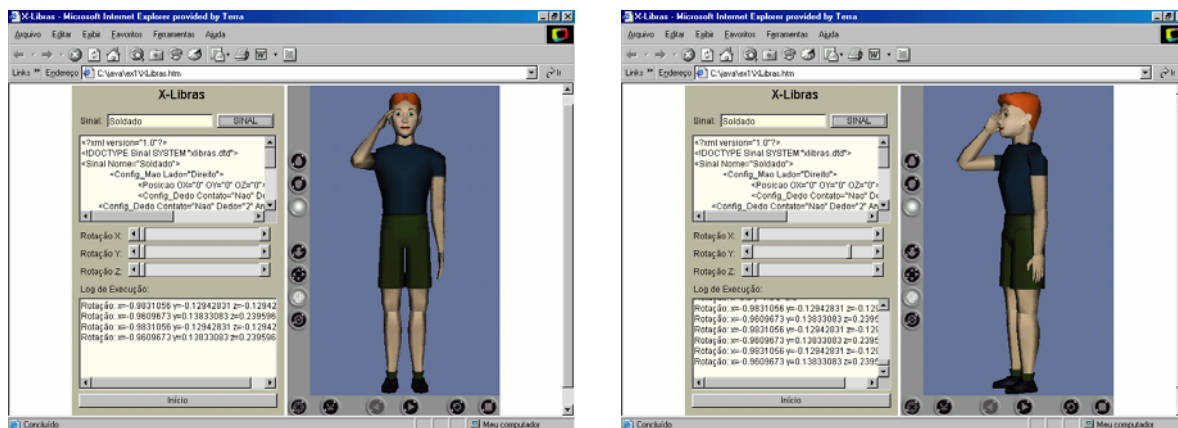 X-Libras - Microsoft Internet Explorer provided by Terra
Arquivo Editar Exibir Favoritos Ferramentas Ajuda
Links » Endereço C:\java\ex1\XLibras.htm Ir
X-Libras
Sinal: Soldado SINAL
<?xml version="1.0"?>
<!DOCTYPE Sinal SYSTEM "xlibras.dtd">
<Sinal Nome="Soldado">
<Config_Mao Lado="Direito">
<Posicao OX="0" OY="0" OZ="0">
<Config_Dedo Contato="Nao" De
<Config_Dedo Contato="Nao" Dedo="2" An
Rotação X:
Rotação Y:
Rotação Z:
Log de Execução:
Rotação: x=-0.9831056 y=-0.12942831 z=-0.12942
Rotação: x=-0.9609673 y=0.13833083 z=0.239596
Rotação: x=-0.9831056 y=-0.12942831 z=-0.12942
Rotação: x=-0.9609673 y=0.13833083 z=0.239596
Início
Concluído Meu computador
X-Libras - Microsoft Internet Explorer provided by Terra
Arquivo Editar Exibir Favoritos Ferramentas Ajuda
Links » Endereço C:\java\ex1\XLibras.htm Ir
X-Libras
Sinal: Soldado SINAL
<?xml version="1.0"?>
<!DOCTYPE Sinal SYSTEM "xlibras.dtd">
<Sinal Nome="Soldado">
<Config_Mao Lado="Direito">
<Posicao OX="0" OY="0" OZ="0">
<Config_Dedo Contato="Nao" De
<Config_Dedo Contato="Nao" Dedo="2" An
Rotação X:
Rotação Y:
Rotação Z:
Log de Execução:
Rotação: x=-0.9831056 y=-0.12942831 z=-0.129
Rotação: x=-0.9609673 y=0.13833083 z=0.2395
Rotação: x=-0.9831056 y=-0.12942831 z=-0.129
Rotação: x=-0.9609673 y=0.13833083 z=0.2395
Rotação: x=-0.9831056 y=-0.12942831 z=-0.129
Rotação: x=-0.9609673 y=0.13833083 z=0.2395
Início
Concluído Meu computador